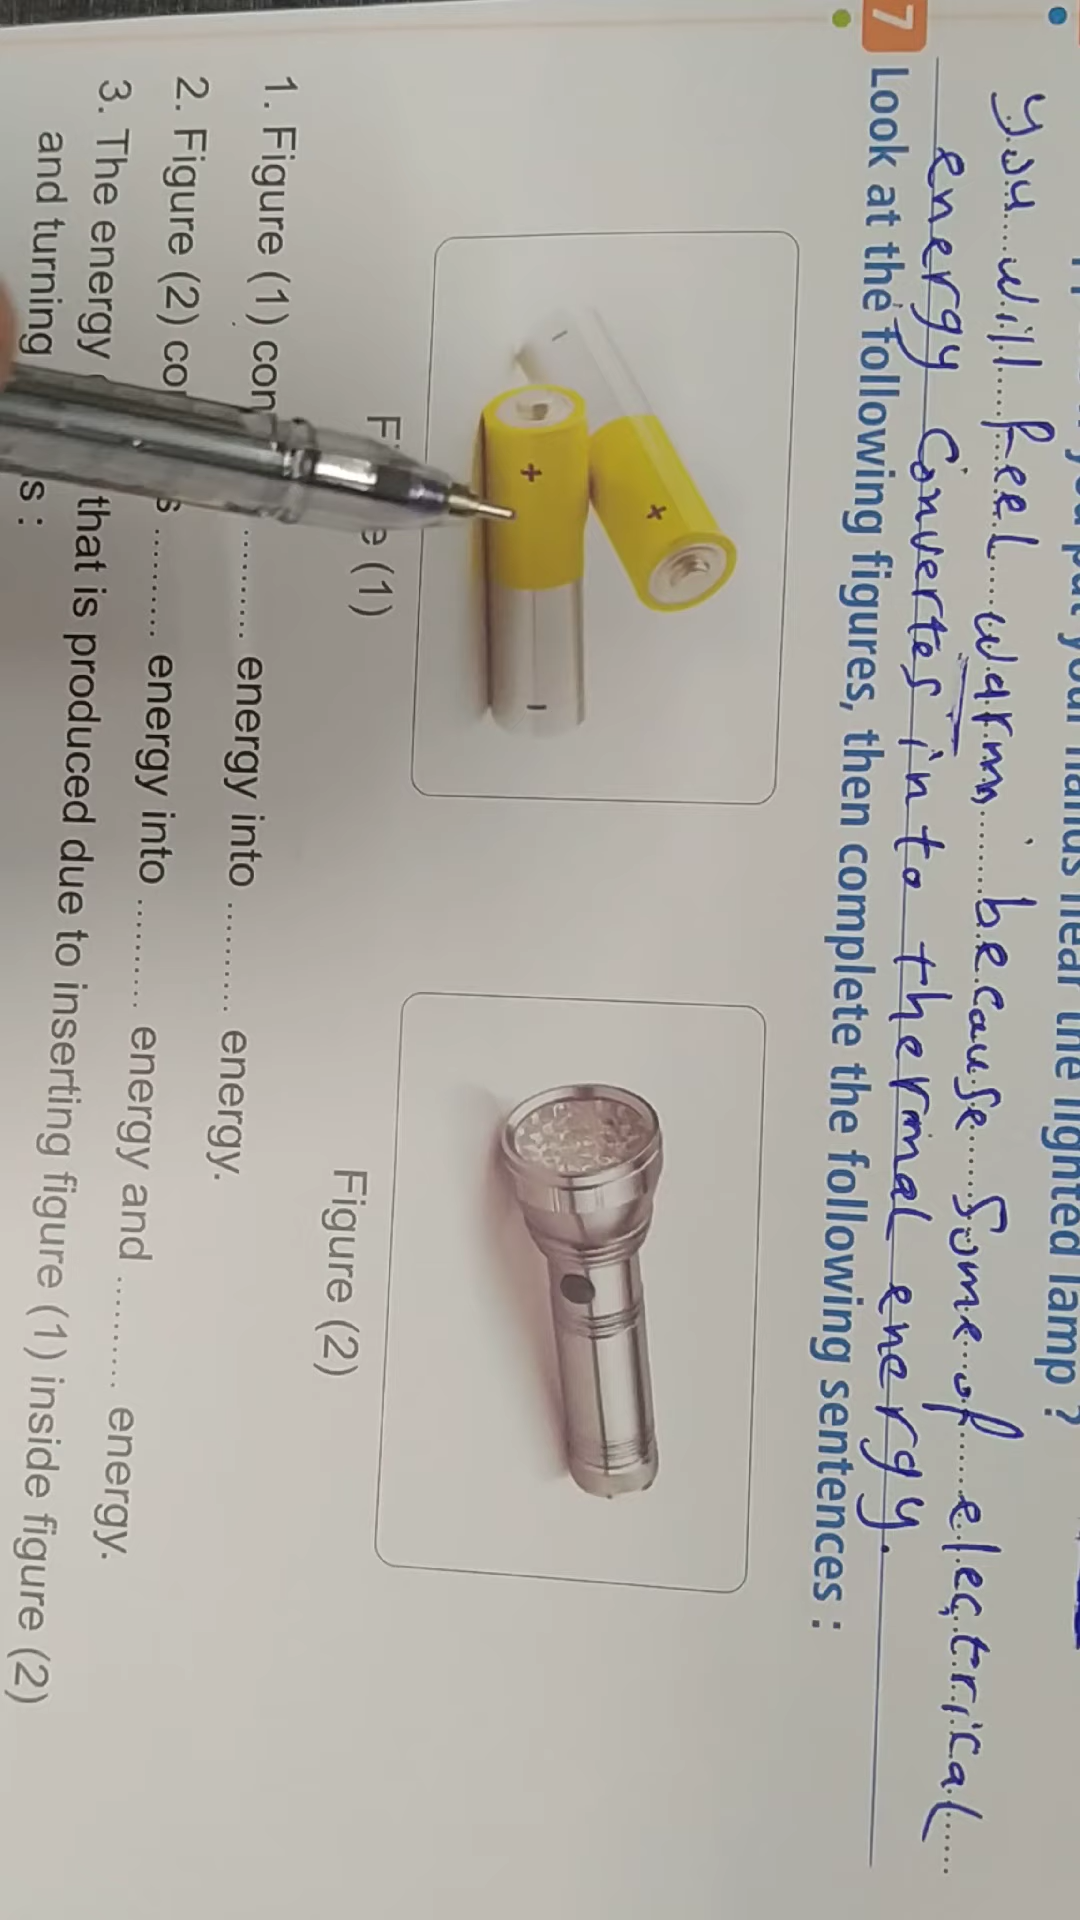 put your hands near the lighted lamp ?
you will feel warm because some of electrical
energy convertes in to thermal energy.
7 Look at the following figures, then complete the following sentences :
(1)
Figure (2)
1. Figure (1) con ......... energy into ......... energy.
2. Figure (2) co s ......... energy into ......... energy and ......... energy.
3. The energy that is produced due to inserting figure (1) inside figure (2)
and turning s :
+
+
-
-